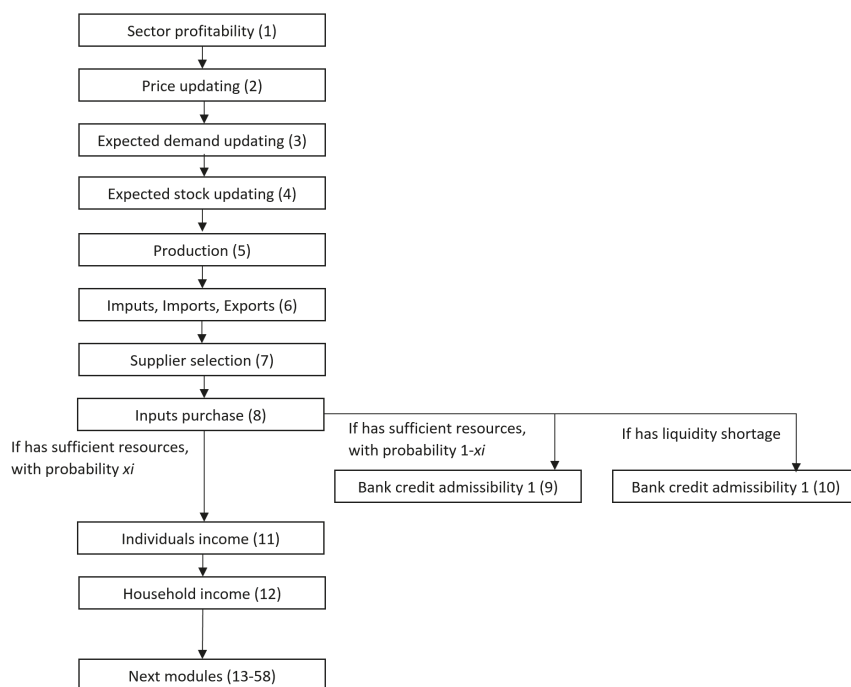 Sector profitability (1)
Price updating (2)
Expected demand updating (3)
Expected stock updating (4)
Production (5)
Imputs, Imports, Exports (6)
Supplier selection (7)
Inputs purchase (8)
If has sufficient resources,
with probability xi
If has sufficient resources,
with probability 1-xi
If has liquidity shortage
Bank credit admissibility 1 (9)
Bank credit admissibility 1 (10)
Individuals income (11)
Household income (12)
Next modules (13-58)